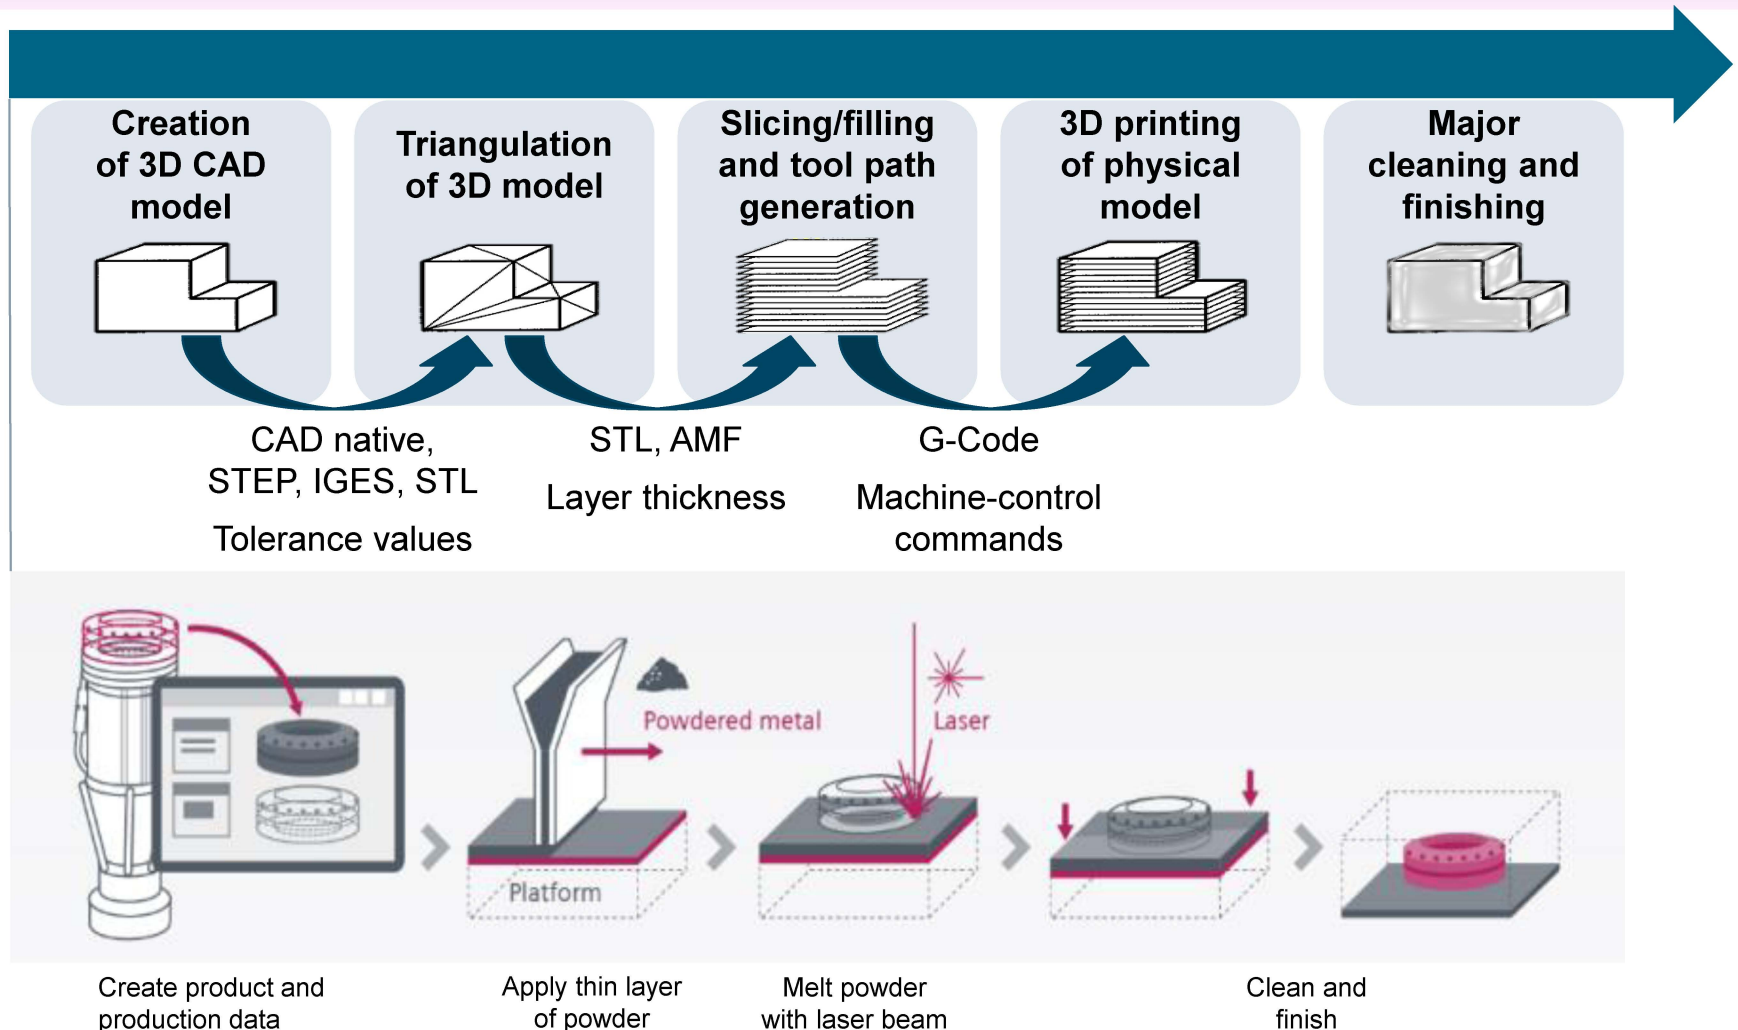 Creation
of 3D CAD
model
Triangulation
of 3D model
Slicing/filling
and tool path
generation
3D printing
of physical
model
Major
cleaning and
finishing
CAD native,
STEP, IGES, STL
Tolerance values
STL, AMF
Layer thickness
G-Code
Machine-control
commands
Powdered metal
Laser
Platform
Create product and
production data
Apply thin layer
of powder
Melt powder
with laser beam
Clean and
finish